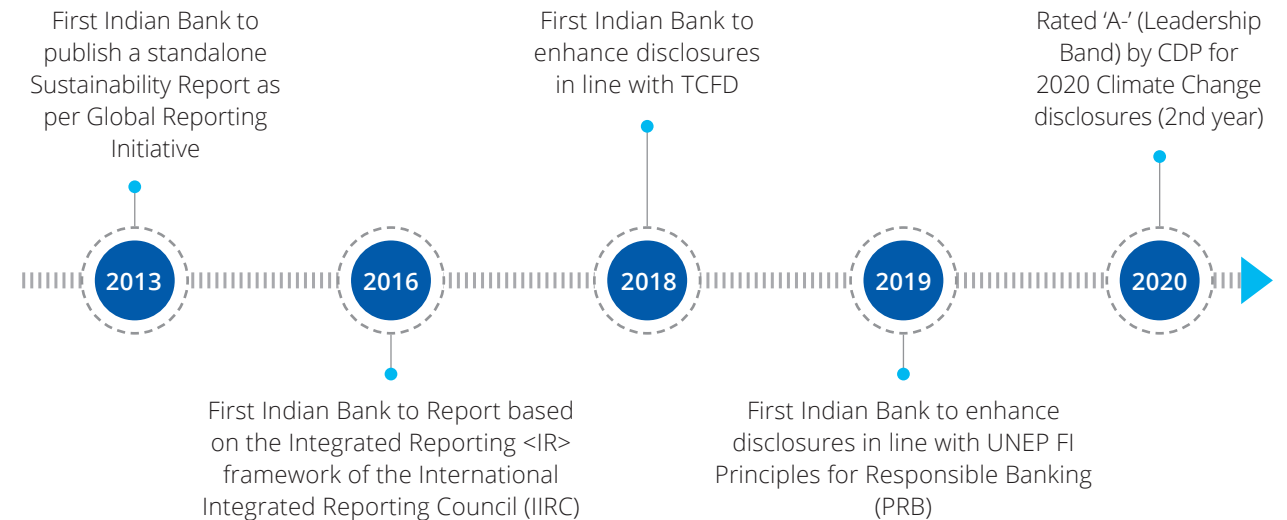 First Indian Bank to
publish a standalone
Sustainability Report as
per Global Reporting
Initiative
First Indian Bank to
enhance disclosures
in line with TCFD
Rated ‘A-’ (Leadership
Band) by CDP for
2020 Climate Change
disclosures (2nd year)
2013
2016
2018
2019
2020
First Indian Bank to Report based
on the Integrated Reporting <IR>
framework of the International
Integrated Reporting Council (IIRC)
First Indian Bank to enhance
disclosures in line with UNEP FI
Principles for Responsible Banking
(PRB)